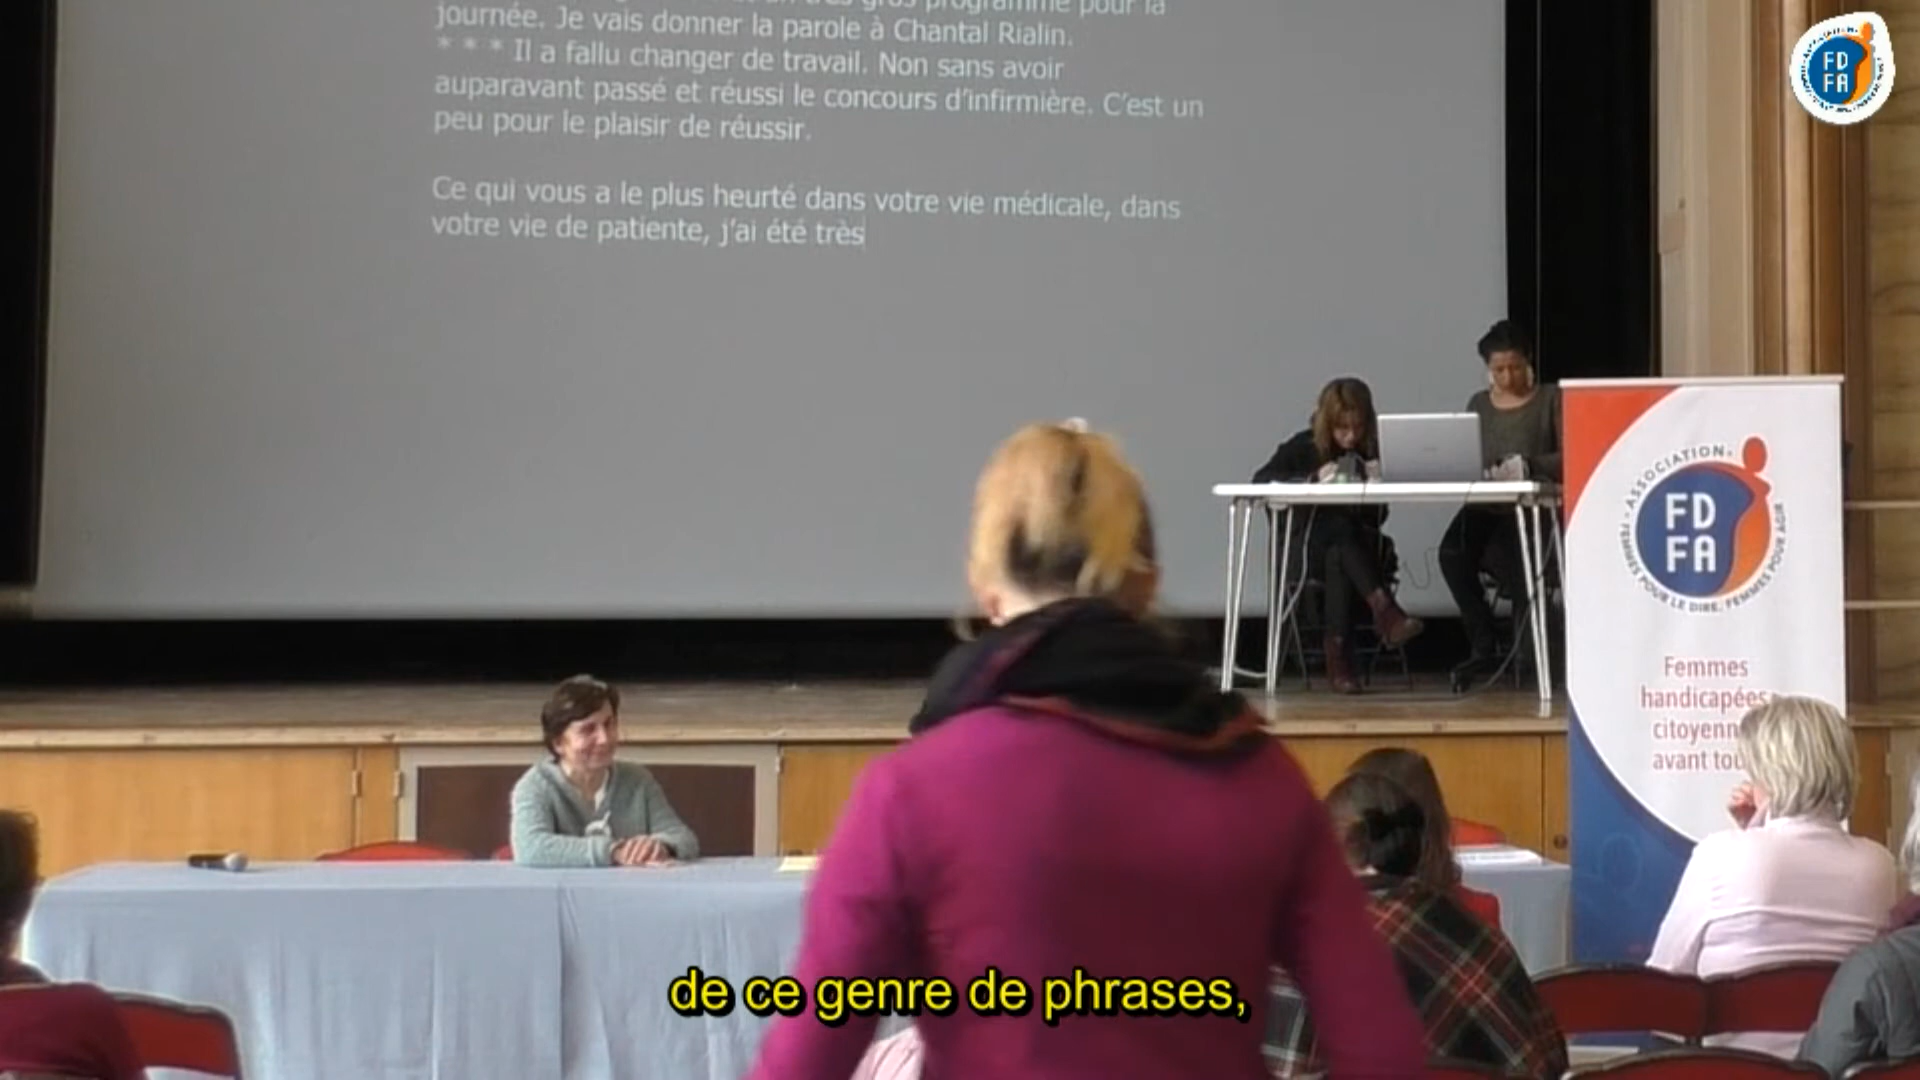 programme pour la
journée. Je vais donner la parole à Chantal Rialin.
* * * Il a fallu changer de travail. Non sans avoir
auparavant passé et réussi le concours d'infirmière. C'est un
peu pour le plaisir de réussir.
Ce qui vous a le plus heurté dans votre vie médicale, dans
votre vie de patiente, j'ai été très
FD
FA
ASSOCIATION
FD
FA
FEMMES POUR LE DIRE, FEMMES POUR AGIR
Femmes
handicapées
citoyenn
avant tou
de ce genre de phrases,